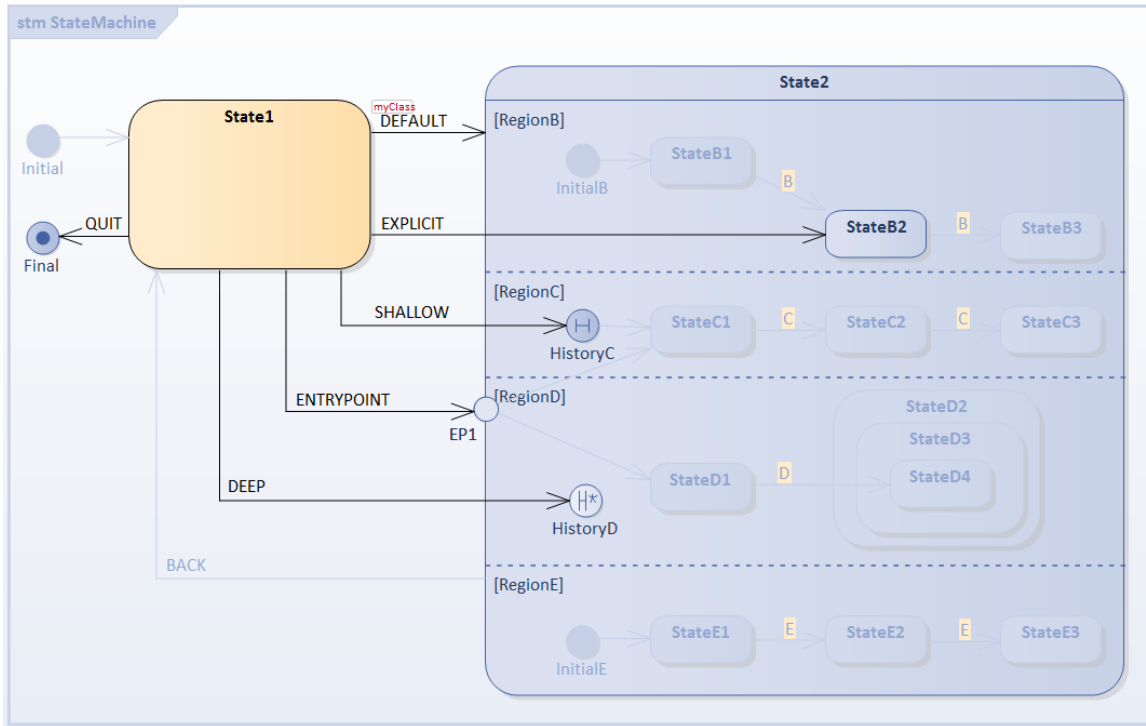 stm StateMachine
State2
State1
myClass
DEFAULT
[RegionB]
Initial
InitialB
StateB1
B
QUIT
EXPLICIT
StateB2
B
StateB3
Final
[RegionC]
SHALLOW
H
HistoryC
StateC1
C
StateC2
C
StateC3
ENTRYPOINT
EP1
[RegionD]
StateD2
StateD3
StateD1
D
StateD4
DEEP
H*
HistoryD
BACK
[RegionE]
InitialE
StateE1
E
StateE2
E
StateE3